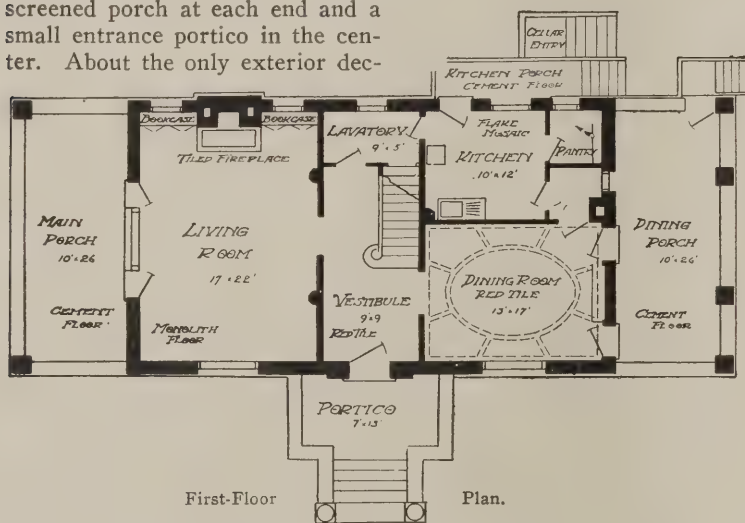 screened porch at each end and a
small entrance portico in the cen-
ter. About the only exterior dec-
CELLAR
ENTRY
KITCHEN PORCH
CEMENT FLOOR
BOOKCASE
BOOKCASE
TILED FIREPLACE
LAVATORY
9'×5'
FLAKE
MOSAIC
KITCHEN
10'×12'
PANTRY
MAIN
PORCH
10'×26
CEMENT
FLOOR
LIVING
ROOM
17×22'
MONOLITH
FLOOR
VESTIBULE
9×9
RED TILE
DINING ROOM
RED TILE
13'×17'
DINING
PORCH
10'×26'
CEMENT
FLOOR
PORTICO
7'×13'
First-Floor Plan.